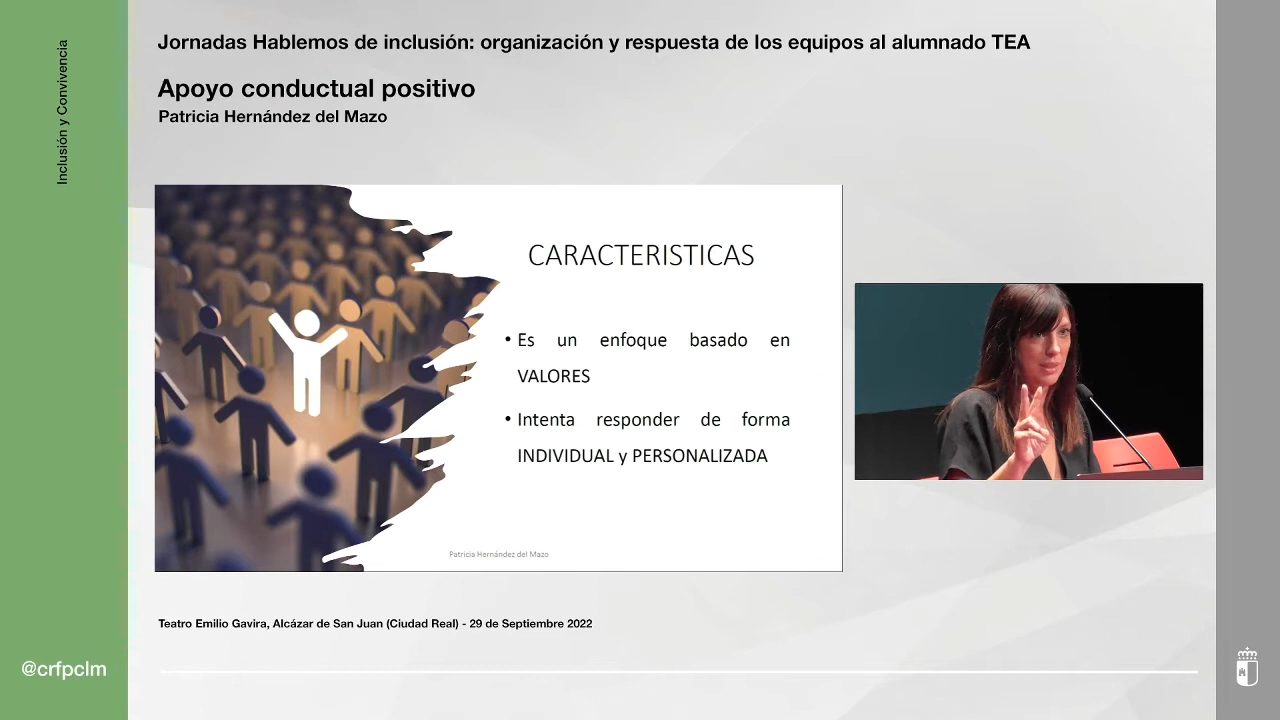 Inclusión y Convivencia
Jornadas Hablemos de inclusión: organización y respuesta de los equipos al alumnado TEA
Apoyo conductual positivo
Patricia Hernández del Mazo
CARACTERISTICAS
• Es un enfoque basado en
VALORES
• Intenta responder de forma
INDIVIDUAL y PERSONALIZADA
Patricia Hernández del Mazo
Teatro Emilio Gavira, Alcázar de San Juan (Ciudad Real) - 29 de Septiembre 2022
@crfpclm